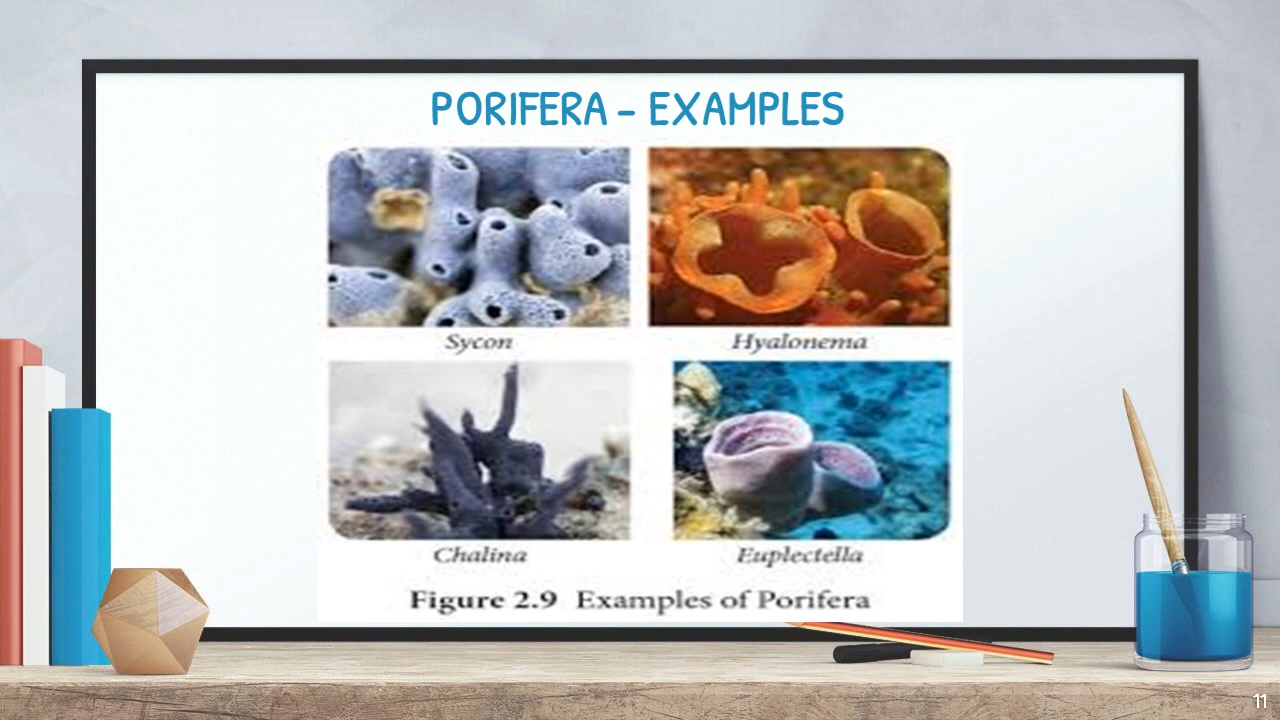 PORIFERA – EXAMPLES
Sycon
Hyalonema
Chalina
Euplectella
Figure 2.9 Examples of Porifera
11